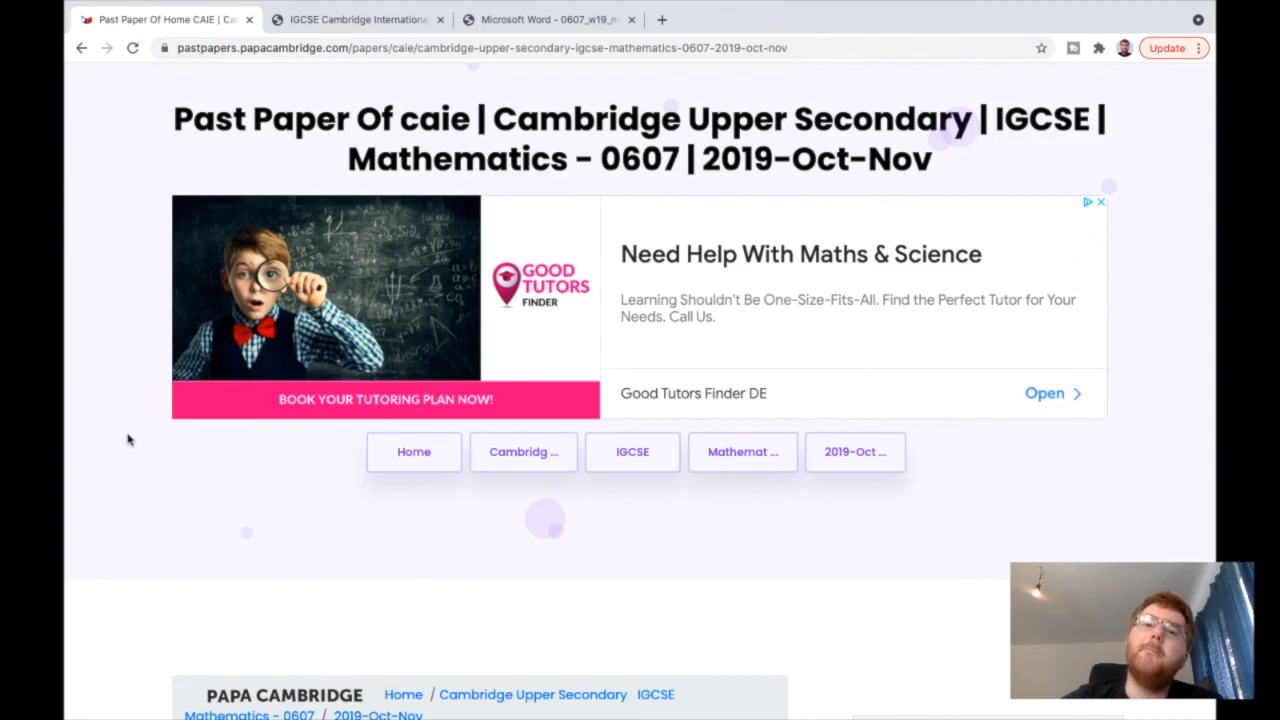 Past Paper Of Home CAIE | Ca
IGCSE Cambridge Internationa
Microsoft Word - 0607_w19_m
pastpapers.papacambridge.com/papers/caie/cambridge-upper-secondary-igcse-mathematics-0607-2019-oct-nov
Update
Past Paper Of caie | Cambridge Upper Secondary | IGCSE |
Mathematics - 0607 | 2019-Oct-Nov
GOOD
TUTORS
FINDER
BOOK YOUR TUTORING PLAN NOW!
Need Help With Maths & Science
Learning Shouldn't Be One-Size-Fits-All. Find the Perfect Tutor for Your
Needs. Call Us.
Good Tutors Finder DE
Open
Home
Cambridg ...
IGCSE
Mathemat ...
2019-Oct ...
PAPA CAMBRIDGE Home / Cambridge Upper Secondary IGCSE
Mathematics - 0607 / 2019-Oct-Nov